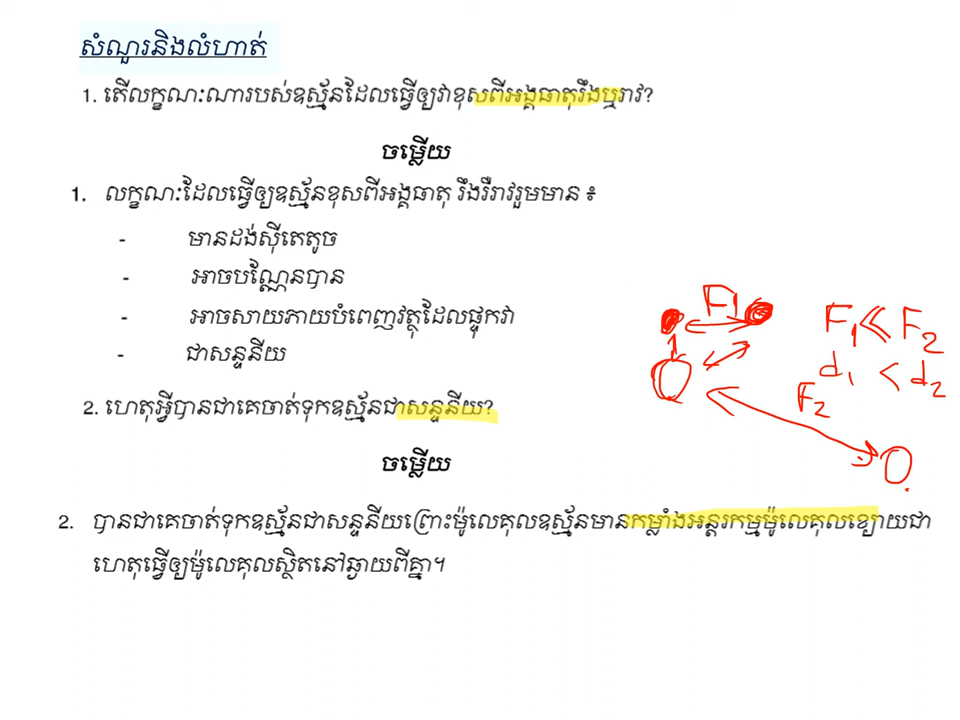 សំណួរនិងលំហាត់
1. តើលក្ខណៈណារបស់ឧស្ម័នដែលធ្វើឲ្យវាខុសពីអង្គធាតុរឹងឬរាវ?
ចម្លើយ
1. លក្ខណៈដែលធ្វើឲ្យឧស្ម័នខុសពីអង្គធាតុ រឹងរឺរាវរួមមាន ៖
- មានដង់ស៊ីតេតូច
- អាចបណ្ណែនបាន
- អាចសាយភាយបំពេញវត្ថុដែលផ្ទុកវា
- ជាសន្ទនីយ
F1
F1 << F2
d1 < d2
F2
2. ហេតុអ្វីបានជាគេចាត់ទុកឧស្ម័នជាសន្ទនីយ?
ចម្លើយ
2. បានជាគេចាត់ទុកឧស្ម័នជាសន្ទនីយព្រោះម៉ូលេគុលឧស្ម័នមានកម្លាំងអន្តរកម្មម៉ូលេគុលខ្សោយជា
ហេតុធ្វើឲ្យម៉ូលេគុលស្ថិតនៅឆ្ងាយពីគ្នា។